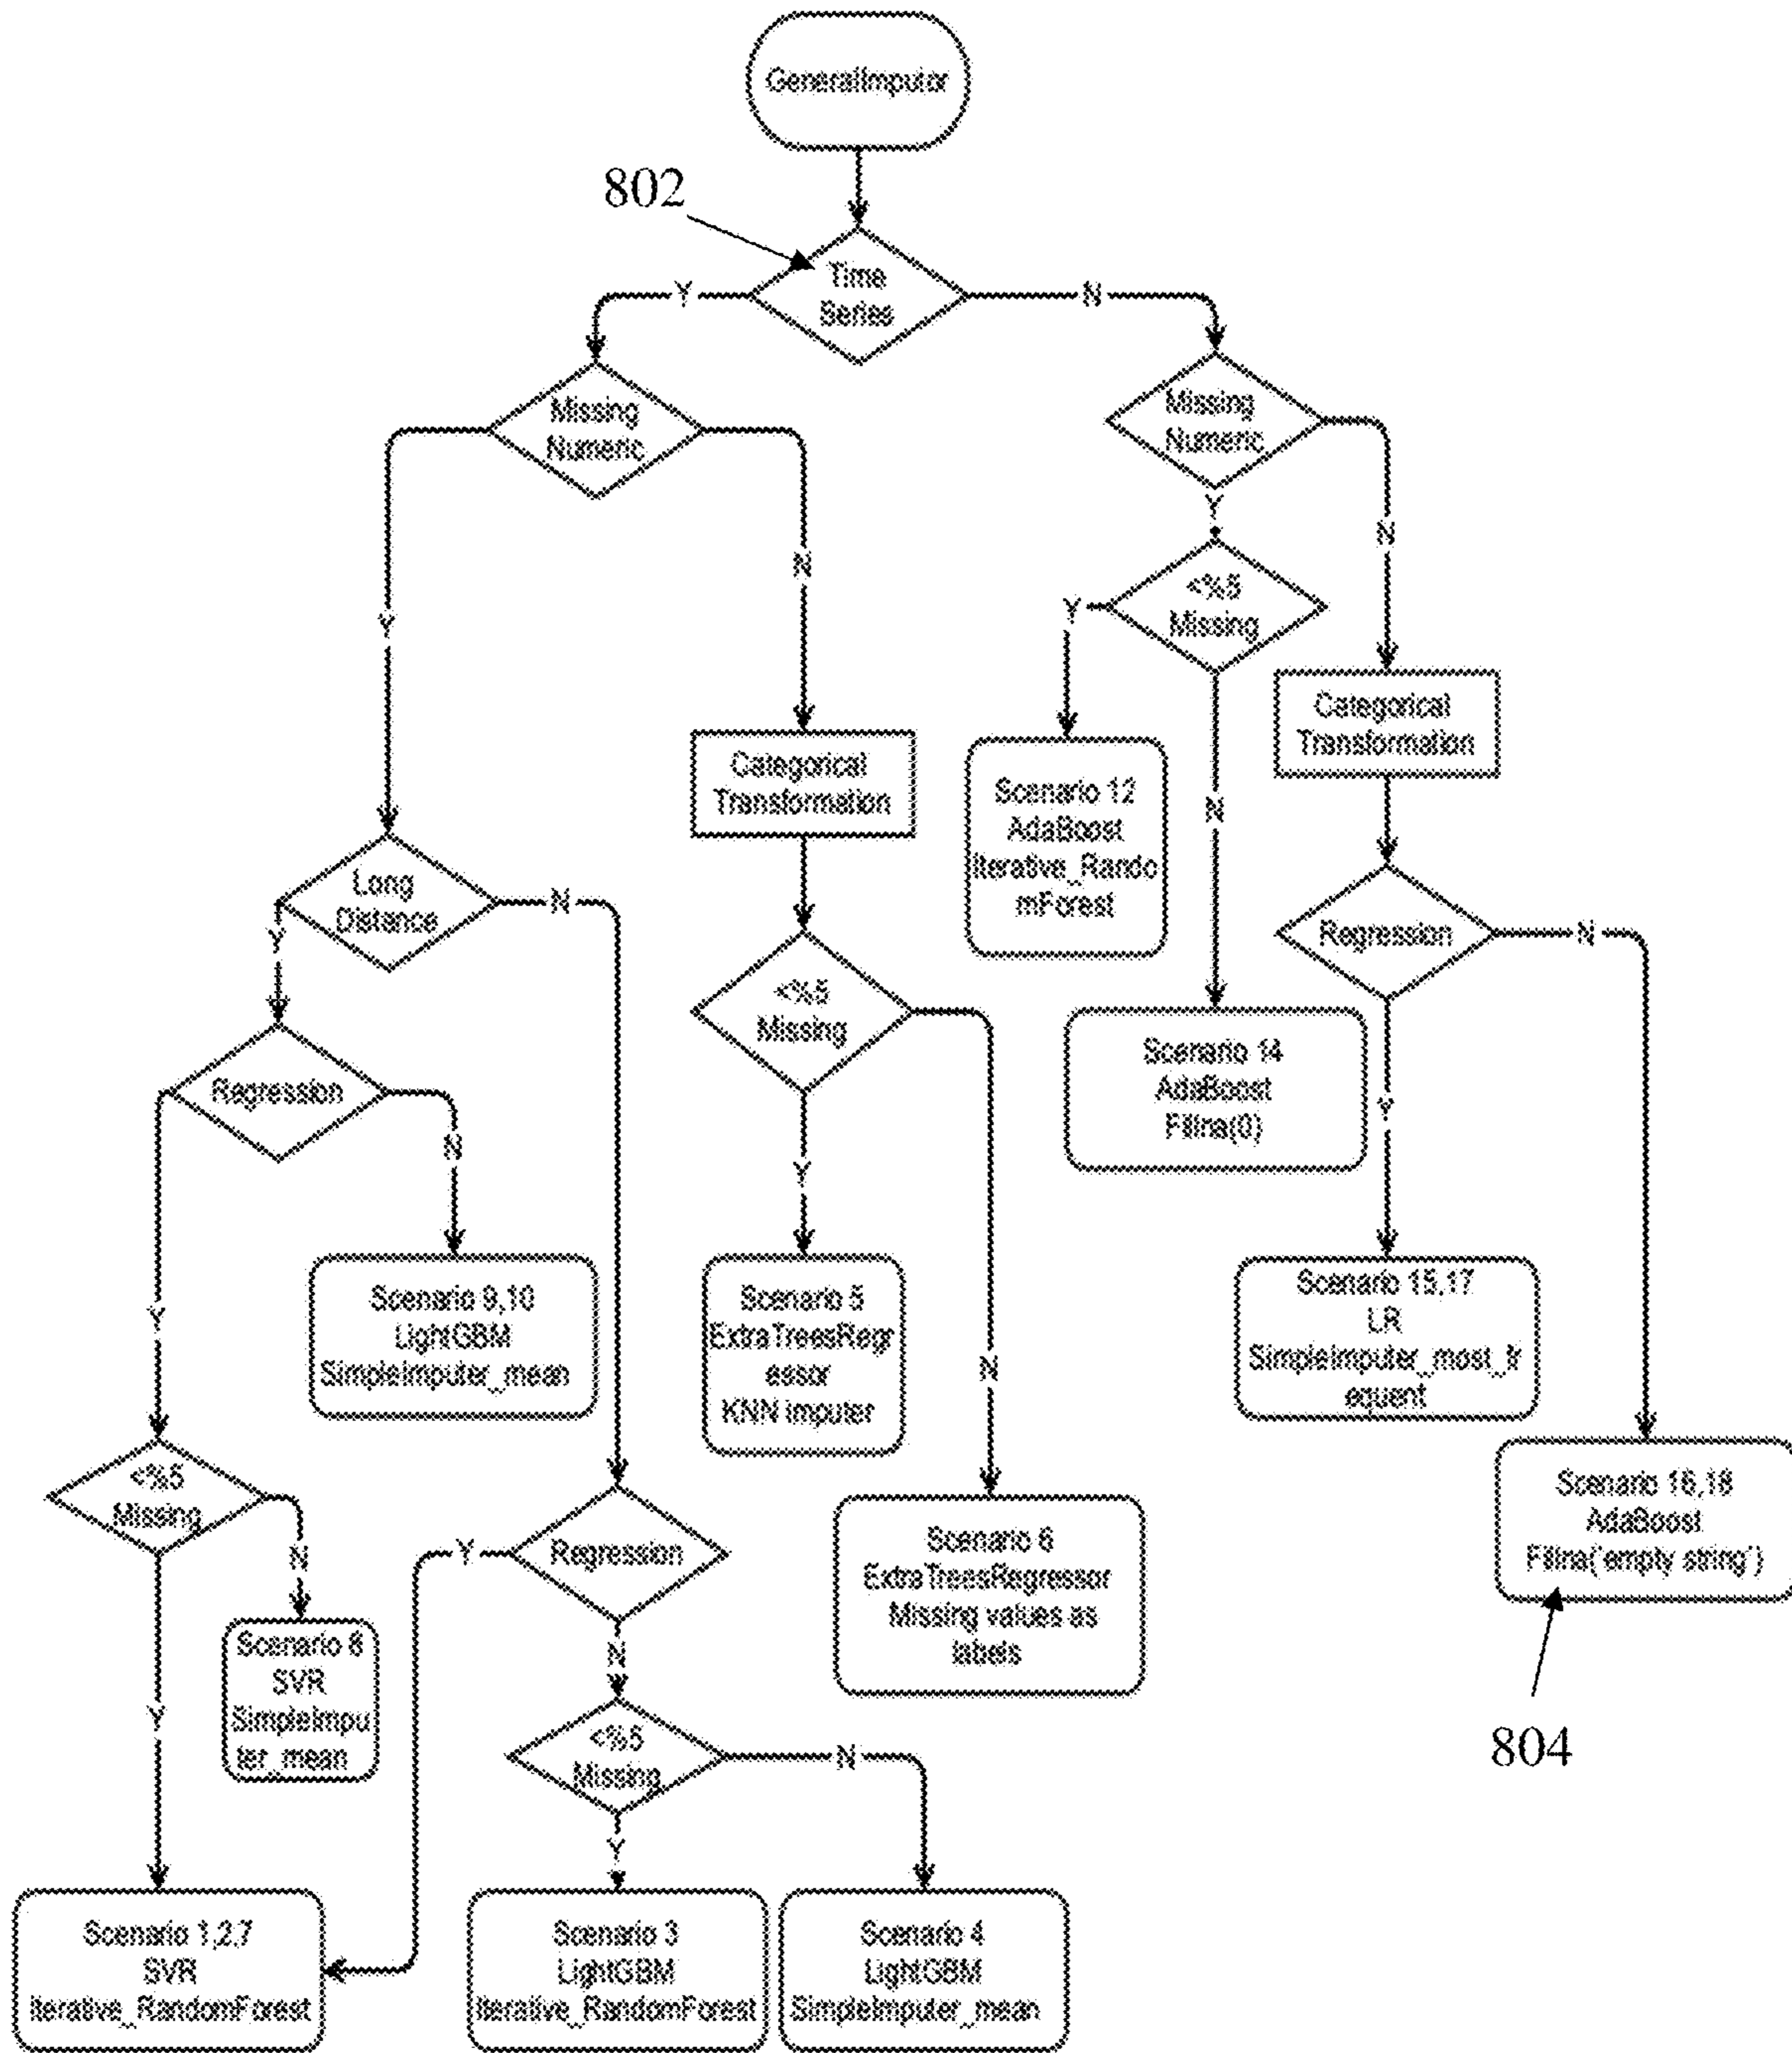 GeneralImputor
802
Time
Series
Y
N
Missing
Numeric
Missing
Numeric
Y
N
Y
N
<%5
Missing
Y
N
Categorical
Transformation
Categorical
Transformation
Scenario 12
AdaBoost
Iterative_Rando
mForest
Long
Distance
N
Y
<%5
Missing
Regression
N
Scenario 14
AdaBoost
Fillna(0)
Regression
N
Y
Y
Y
N
Scenario 9,10
LightGBM
SimpleImputer_mean
Scenario 5
ExtraTreesRegr
essor
KNN imputer
Scenario 15,17
LR
SimpleImputer_most_fr
equent
Y
<%5
Missing
N
Regression
Y
N
Scenario 6
ExtraTreesRegressor
Missing values as
labels
Scenario 16,18
AdaBoost
Fillna('empty string')
804
Scenario 8
SVR
SimpleImpu
ter_mean
<%5
Missing
N
Y
Scenario 1,2,7
SVR
Iterative_RandomForest
Scenario 3
LightGBM
Iterative_RandomForest
Scenario 4
LightGBM
SimpleImputer_mean